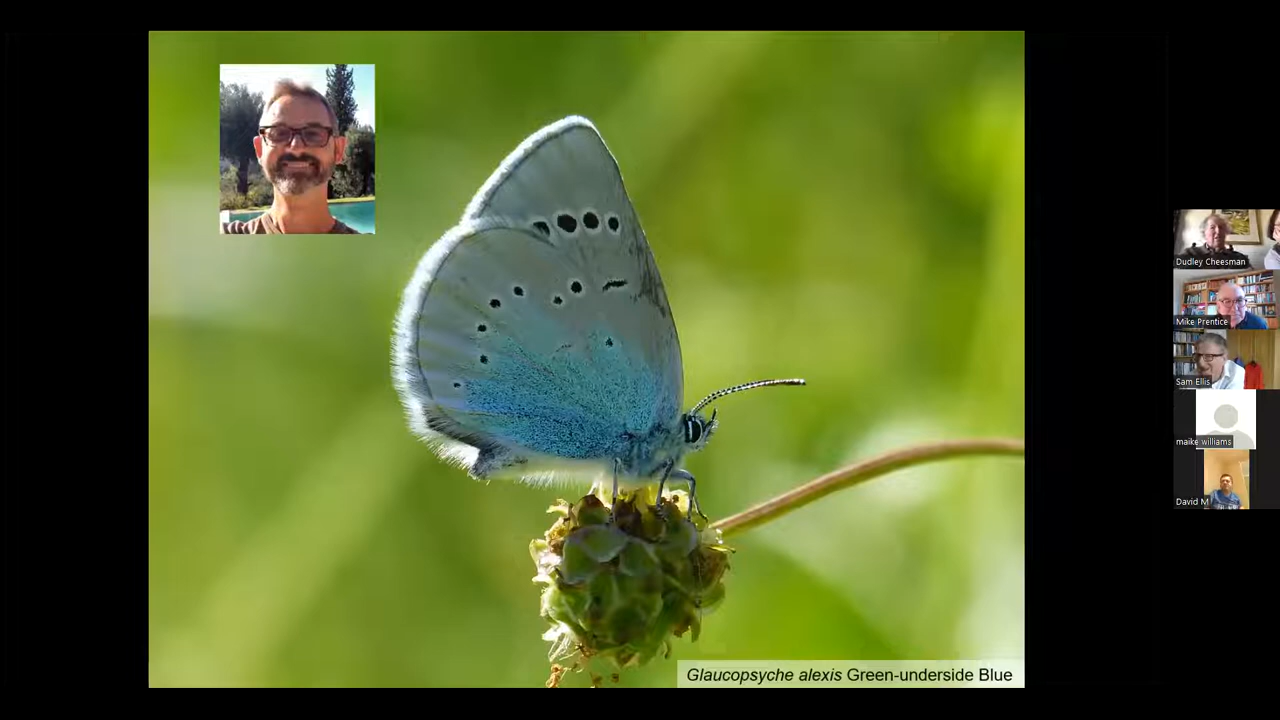 Dudley Cheesman
Mike Prentice
Sam Ellis
maike williams
David M
Glaucopsyche alexis Green-underside Blue